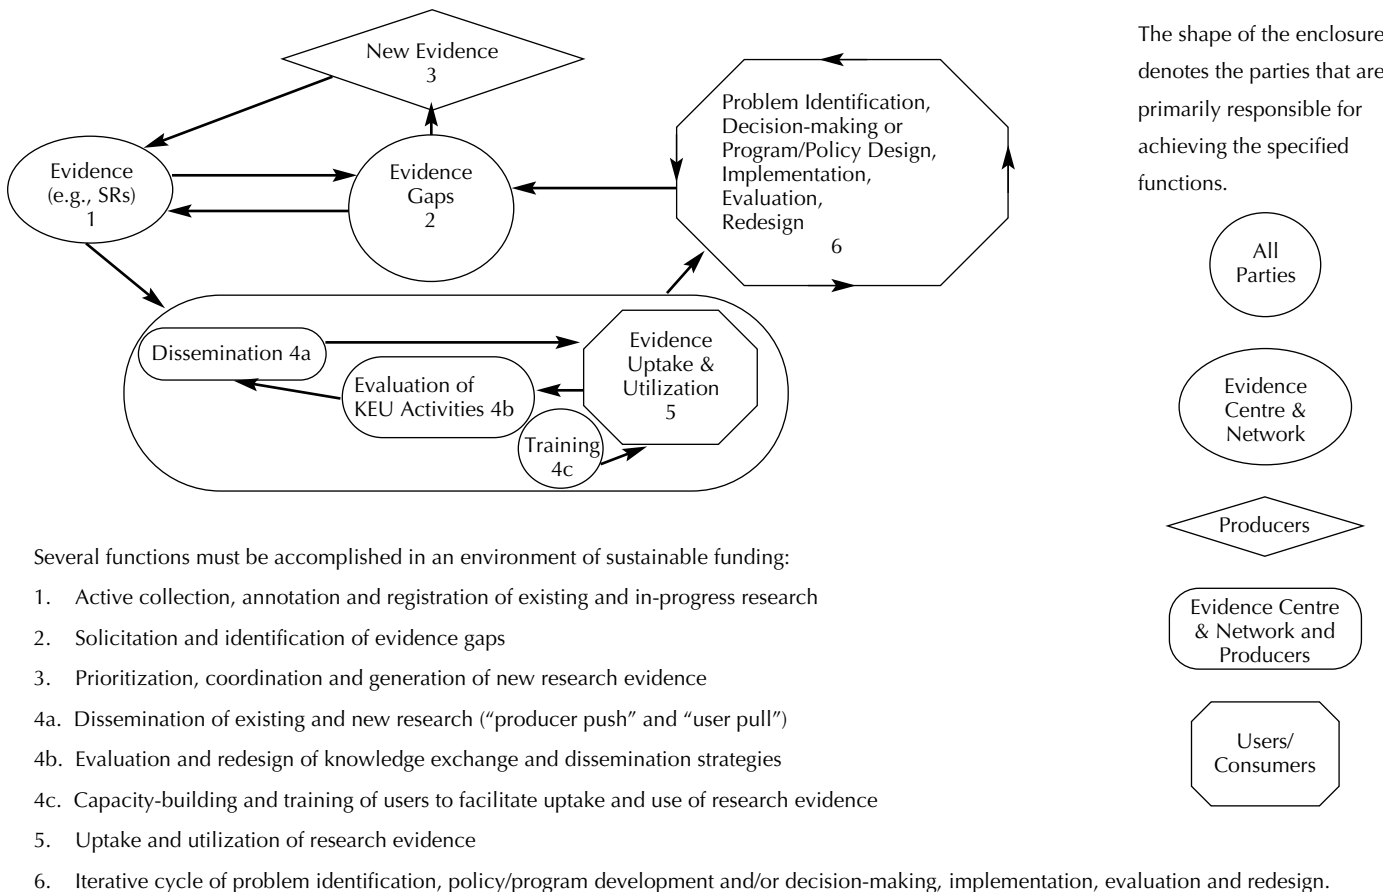 New Evidence
3
Evidence
(e.g., SRs)
1
Evidence
Gaps
2
Problem Identification,
Decision-making or
Program/Policy Design,
Implementation,
Evaluation,
Redesign
6
Dissemination 4a
Evaluation of
KEU Activities 4b
Training
4c
Evidence
Uptake &
Utilization
5
The shape of the enclosure
denotes the parties that are
primarily responsible for
achieving the specified
functions.
All
Parties
Evidence
Centre &
Network
Producers
Evidence Centre
& Network and
Producers
Users/
Consumers
Several functions must be accomplished in an environment of sustainable funding:
1. Active collection, annotation and registration of existing and in-progress research
2. Solicitation and identification of evidence gaps
3. Prioritization, coordination and generation of new research evidence
4a. Dissemination of existing and new research (“producer push” and “user pull”)
4b. Evaluation and redesign of knowledge exchange and dissemination strategies
4c. Capacity-building and training of users to facilitate uptake and use of research evidence
5. Uptake and utilization of research evidence
6. Iterative cycle of problem identification, policy/program development and/or decision-making, implementation, evaluation and redesign.